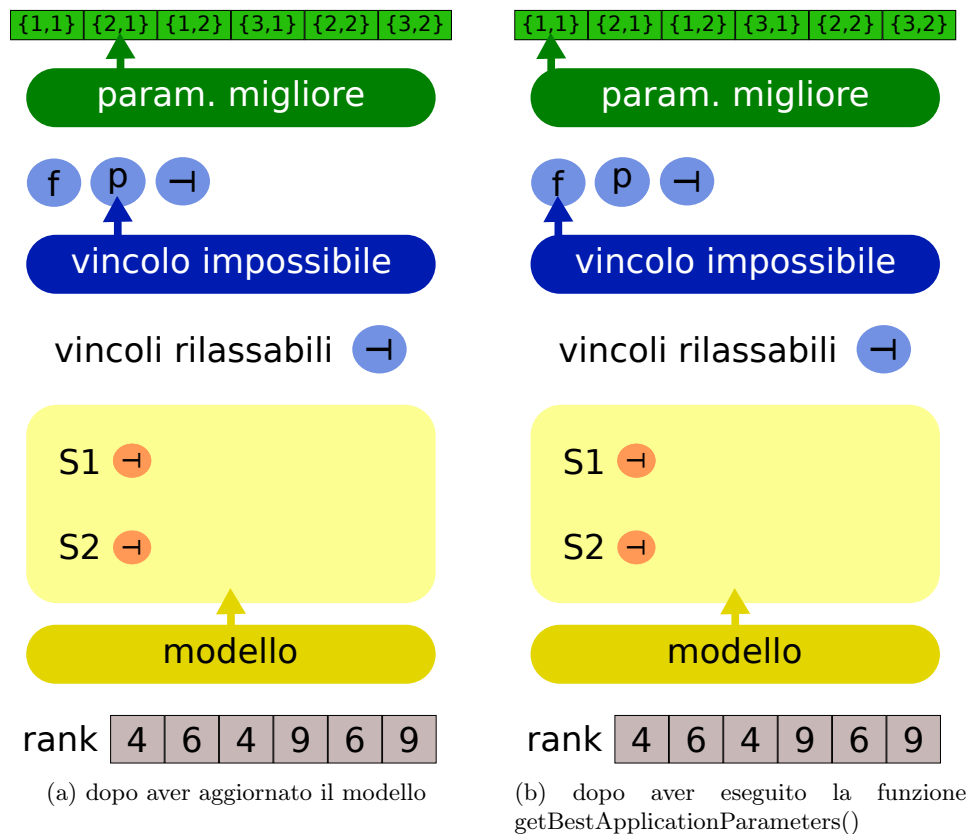 {1,1} {2,1} {1,2} {3,1} {2,2} {3,2}
param. migliore
f p ⊣
vincolo impossibile
vincoli rilassabili ⊣
S1 ⊣
S2 ⊣
modello
rank 4 6 4 9 6 9
(a) dopo aver aggiornato il modello
{1,1} {2,1} {1,2} {3,1} {2,2} {3,2}
param. migliore
f p ⊣
vincolo impossibile
vincoli rilassabili ⊣
S1 ⊣
S2 ⊣
modello
rank 4 6 4 9 6 9
(b) dopo aver eseguito la funzione
getBestApplicationParameters()